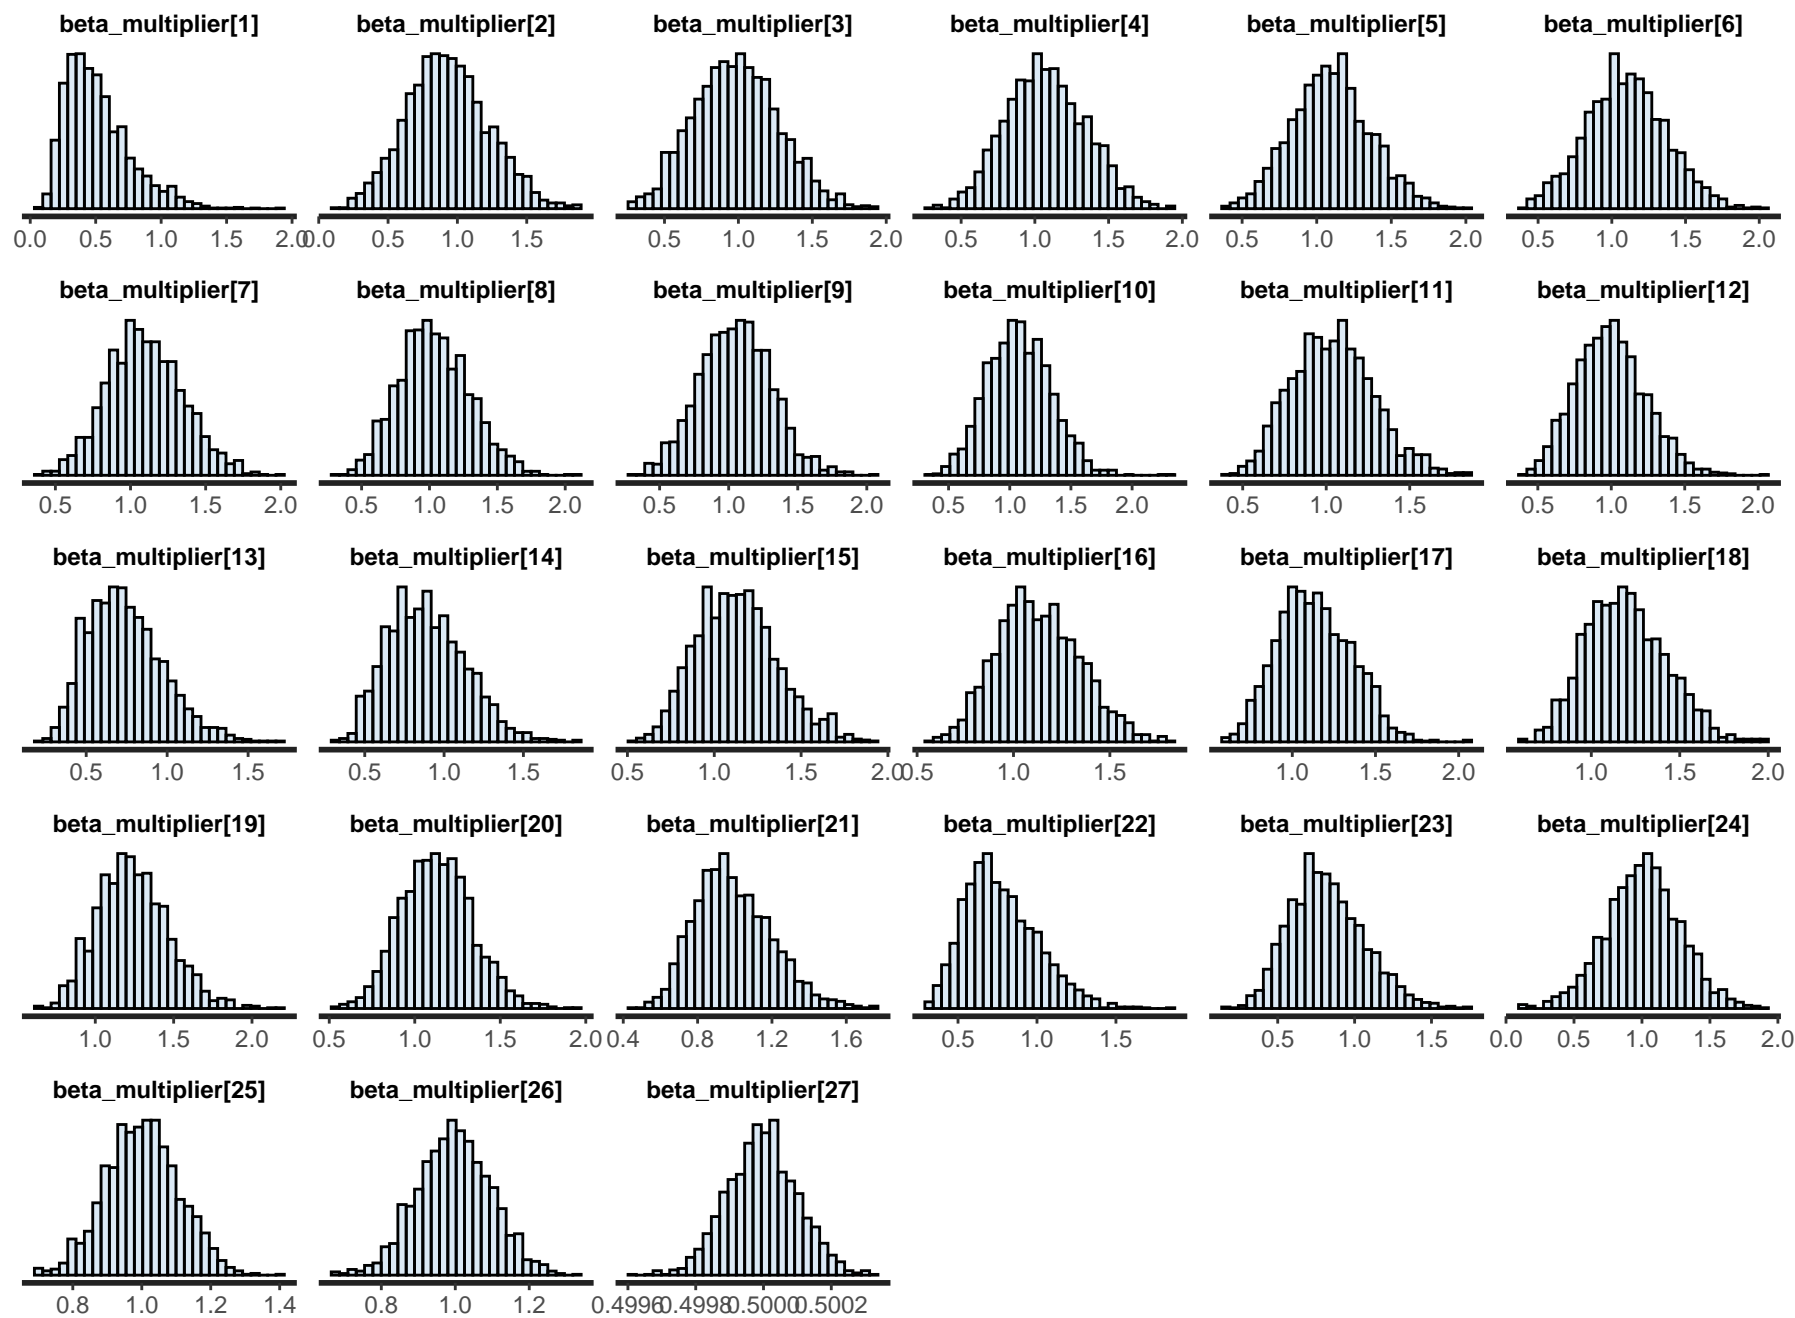 beta_multiplier[1] beta_multiplier[2] beta_multiplier[3] beta_multiplier[4] beta_multiplier[5] beta_multiplier[6]
0.0 0.5 1.0 1.5 2.0 0.0 0.5 1.0 1.5 0.5 1.0 1.5 2.0 0.5 1.0 1.5 2.0 0.5 1.0 1.5 2.0 0.5 1.0 1.5 2.0
beta_multiplier[7] beta_multiplier[8] beta_multiplier[9] beta_multiplier[10] beta_multiplier[11] beta_multiplier[12]
0.5 1.0 1.5 2.0 0.5 1.0 1.5 2.0 0.5 1.0 1.5 2.0 0.5 1.0 1.5 2.0 0.5 1.0 1.5 0.5 1.0 1.5 2.0
beta_multiplier[13] beta_multiplier[14] beta_multiplier[15] beta_multiplier[16] beta_multiplier[17] beta_multiplier[18]
0.5 1.0 1.5 0.5 1.0 1.5 0.5 1.0 1.5 2.0 0.5 1.0 1.5 1.0 1.5 2.0 1.0 1.5 2.0
beta_multiplier[19] beta_multiplier[20] beta_multiplier[21] beta_multiplier[22] beta_multiplier[23] beta_multiplier[24]
1.0 1.5 2.0 0.5 1.0 1.5 2.0 0.4 0.8 1.2 1.6 0.5 1.0 1.5 0.5 1.0 1.5 0.0 0.5 1.0 1.5 2.0
beta_multiplier[25] beta_multiplier[26] beta_multiplier[27]
0.8 1.0 1.2 1.4 0.8 1.0 1.2 0.4996 0.4998 0.5000 0.5002